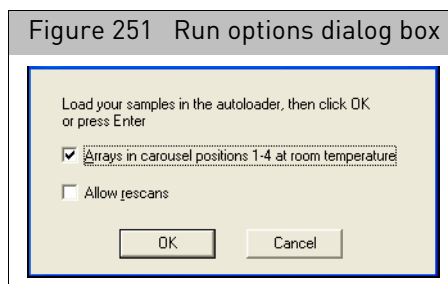 Figure 251 Run options dialog box
Load your samples in the autoloader, then click OK
or press Enter
Arrays in carousel positions 1-4 at room temperature
Allow rescans
OK Cancel